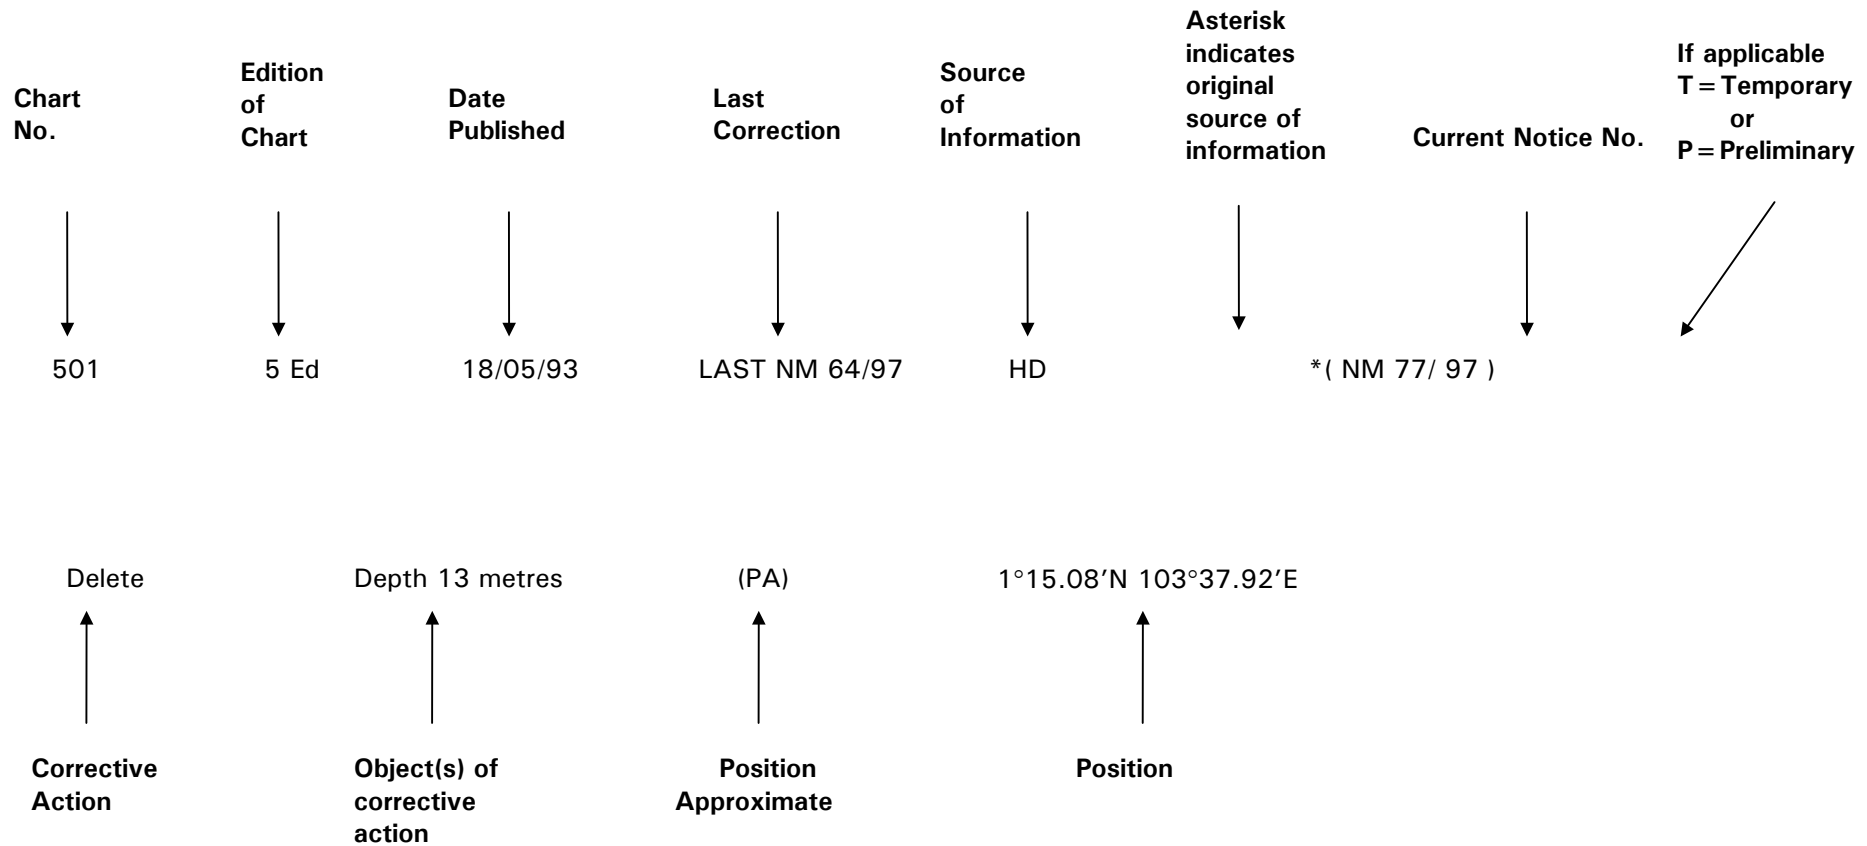 Chart
No.
Edition
of
Chart
Date
Published
Last
Correction
Source
of
Information
Asterisk
indicates
original
source of
information
Current Notice No.
If applicable
T=Temporary
or
P=Preliminary
501 5 Ed 18/05/93 LAST NM 64/97 HD *( NM 77/ 97 )
Delete Depth 13 metres (PA) 1°15.08’N 103°37.92’E
Corrective
Action
Object(s) of
corrective
action
Position
Approximate
Position